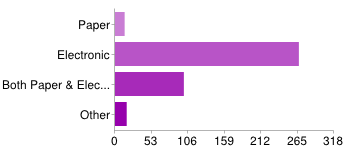 Paper
Electronic
Both Paper & Elec...
Other
0 53 106 159 212 265 318